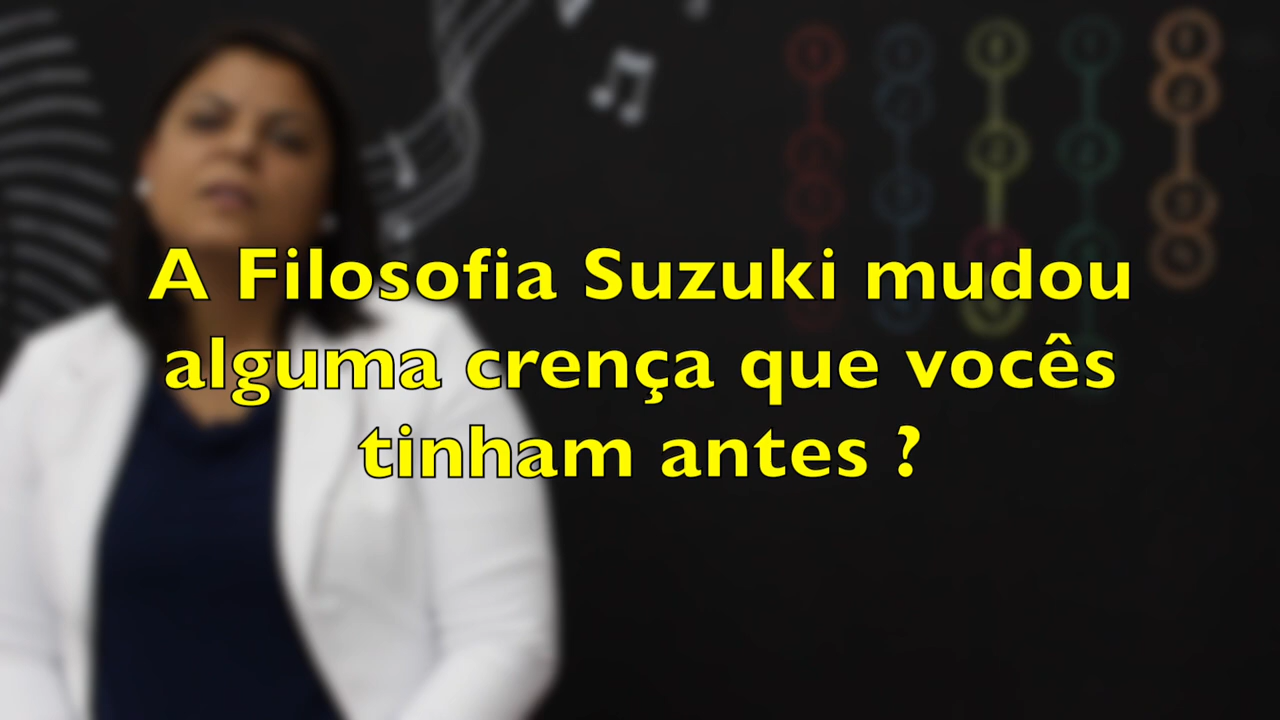 A Filosofia Suzuki mudou
alguma crença que vocês
tinham antes ?